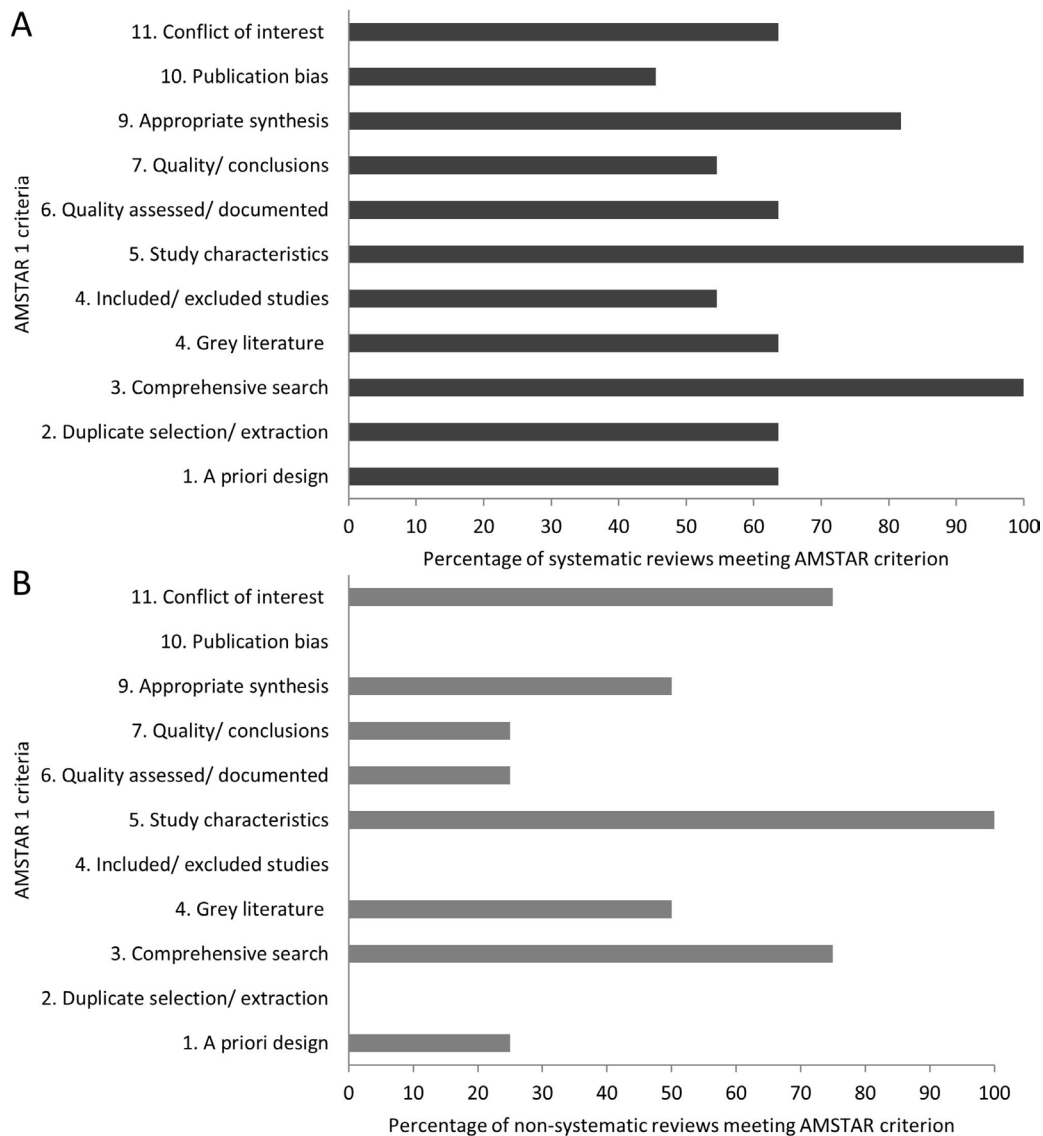 A
AMSTAR 1 criteria
11. Conflict of interest
10. Publication bias
9. Appropriate synthesis
7. Quality/ conclusions
6. Quality assessed/ documented
5. Study characteristics
4. Included/ excluded studies
4. Grey literature
3. Comprehensive search
2. Duplicate selection/ extraction
1. A priori design
0 10 20 30 40 50 60 70 80 90 100
Percentage of systematic reviews meeting AMSTAR criterion
B
AMSTAR 1 criteria
11. Conflict of interest
10. Publication bias
9. Appropriate synthesis
7. Quality/ conclusions
6. Quality assessed/ documented
5. Study characteristics
4. Included/ excluded studies
4. Grey literature
3. Comprehensive search
2. Duplicate selection/ extraction
1. A priori design
0 10 20 30 40 50 60 70 80 90 100
Percentage of non-systematic reviews meeting AMSTAR criterion